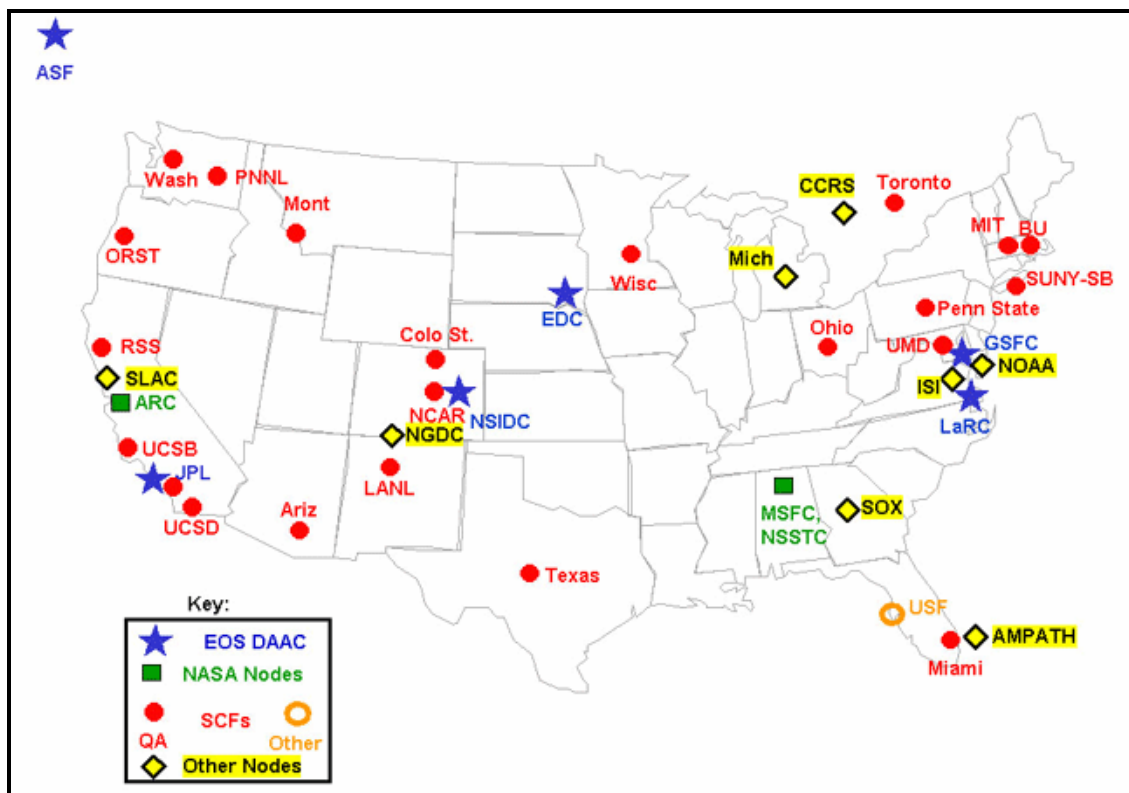 ASF
Wash
PNNL
Mont
ORST
CCRS
Toronto
MIT
BU
Mich
Wisc
SUNY-SB
EDC
Penn State
Colo St.
Ohio
UMD
GSFC
RSS
NOAA
SLAC
ISI
ARC
NCAR
NSIDC
LaRC
NGDC
UCSB
JPL
LANL
UCSD
Ariz
MSFC,
NSSTC
SOX
Texas
USF
AMPATH
Miami
Key:
EOS DAAC
NASA Nodes
SCFs
QA
Other
Other Nodes